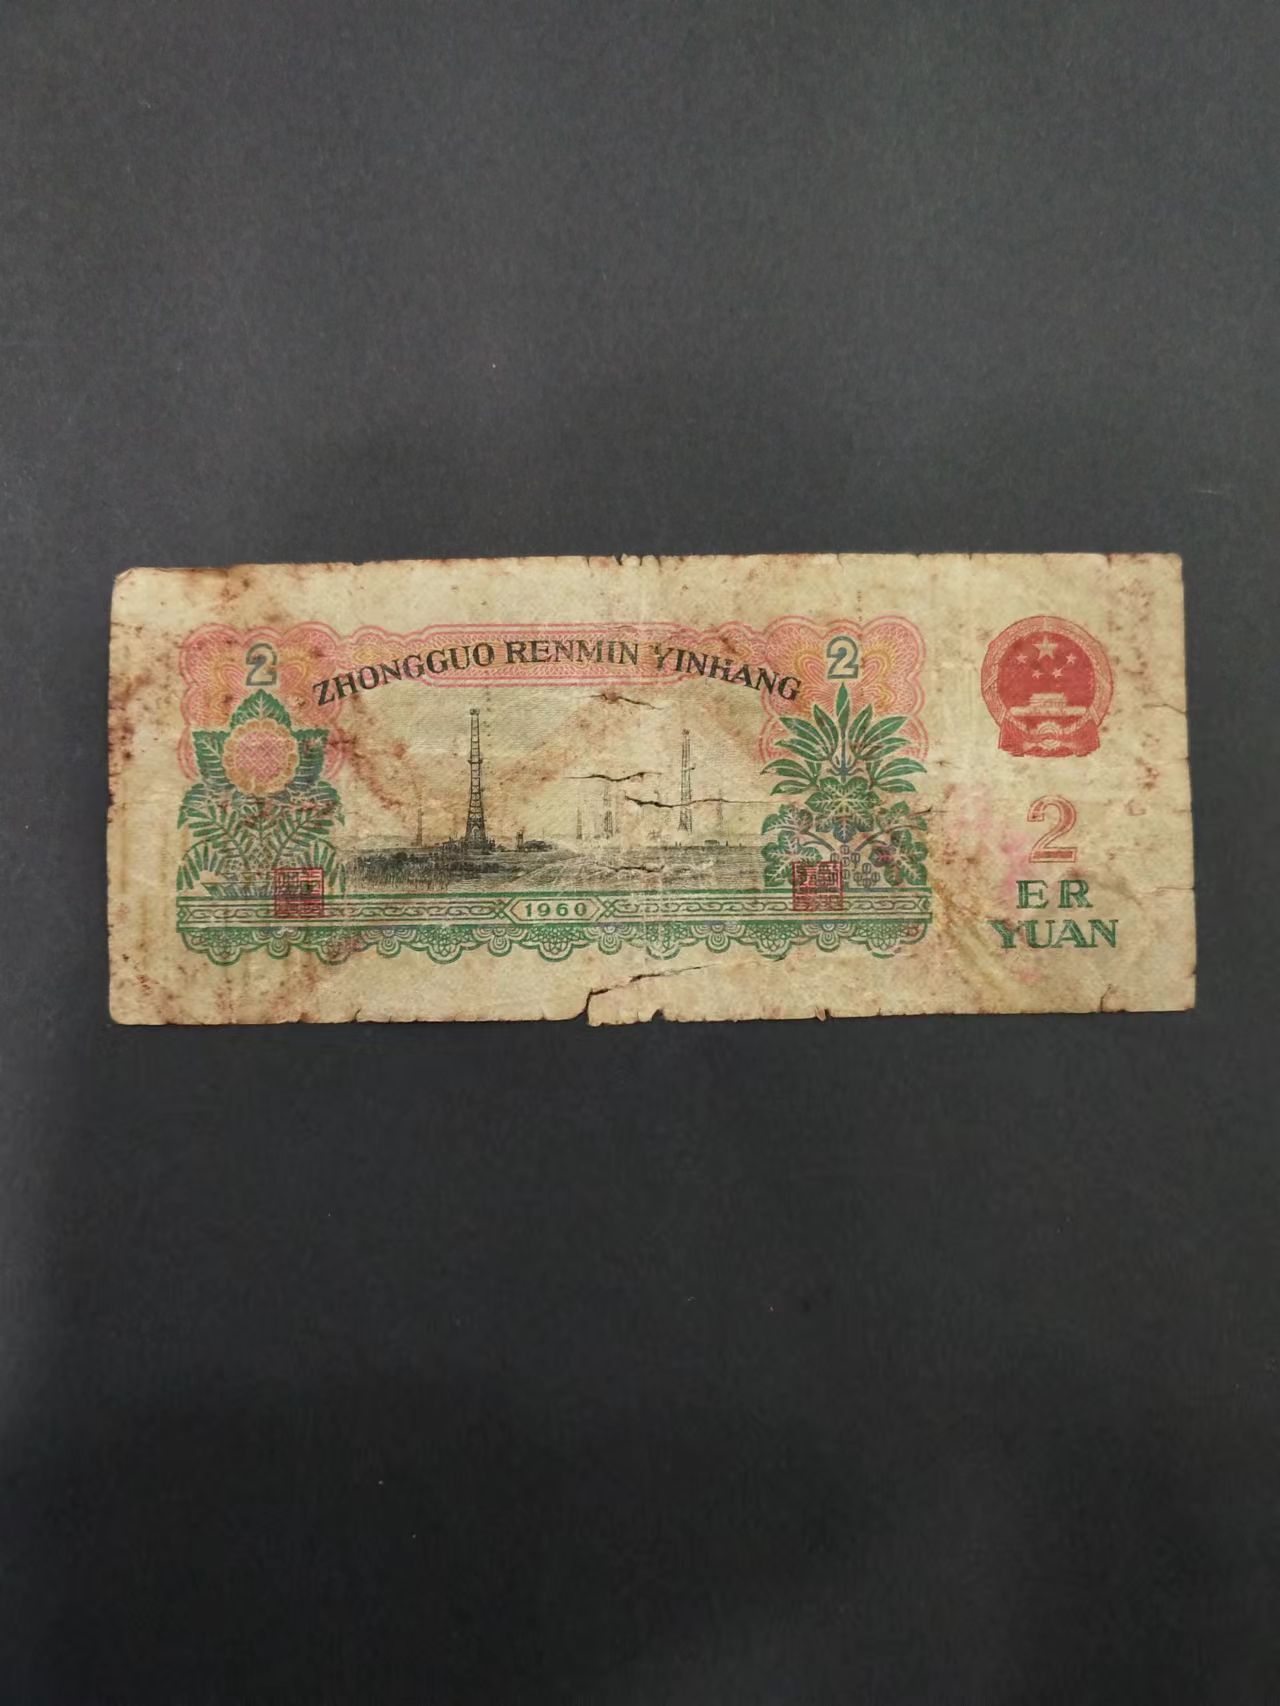 2
ZHONGGUO RENMIN YINHANG
2
2
ER
YUAN
1960